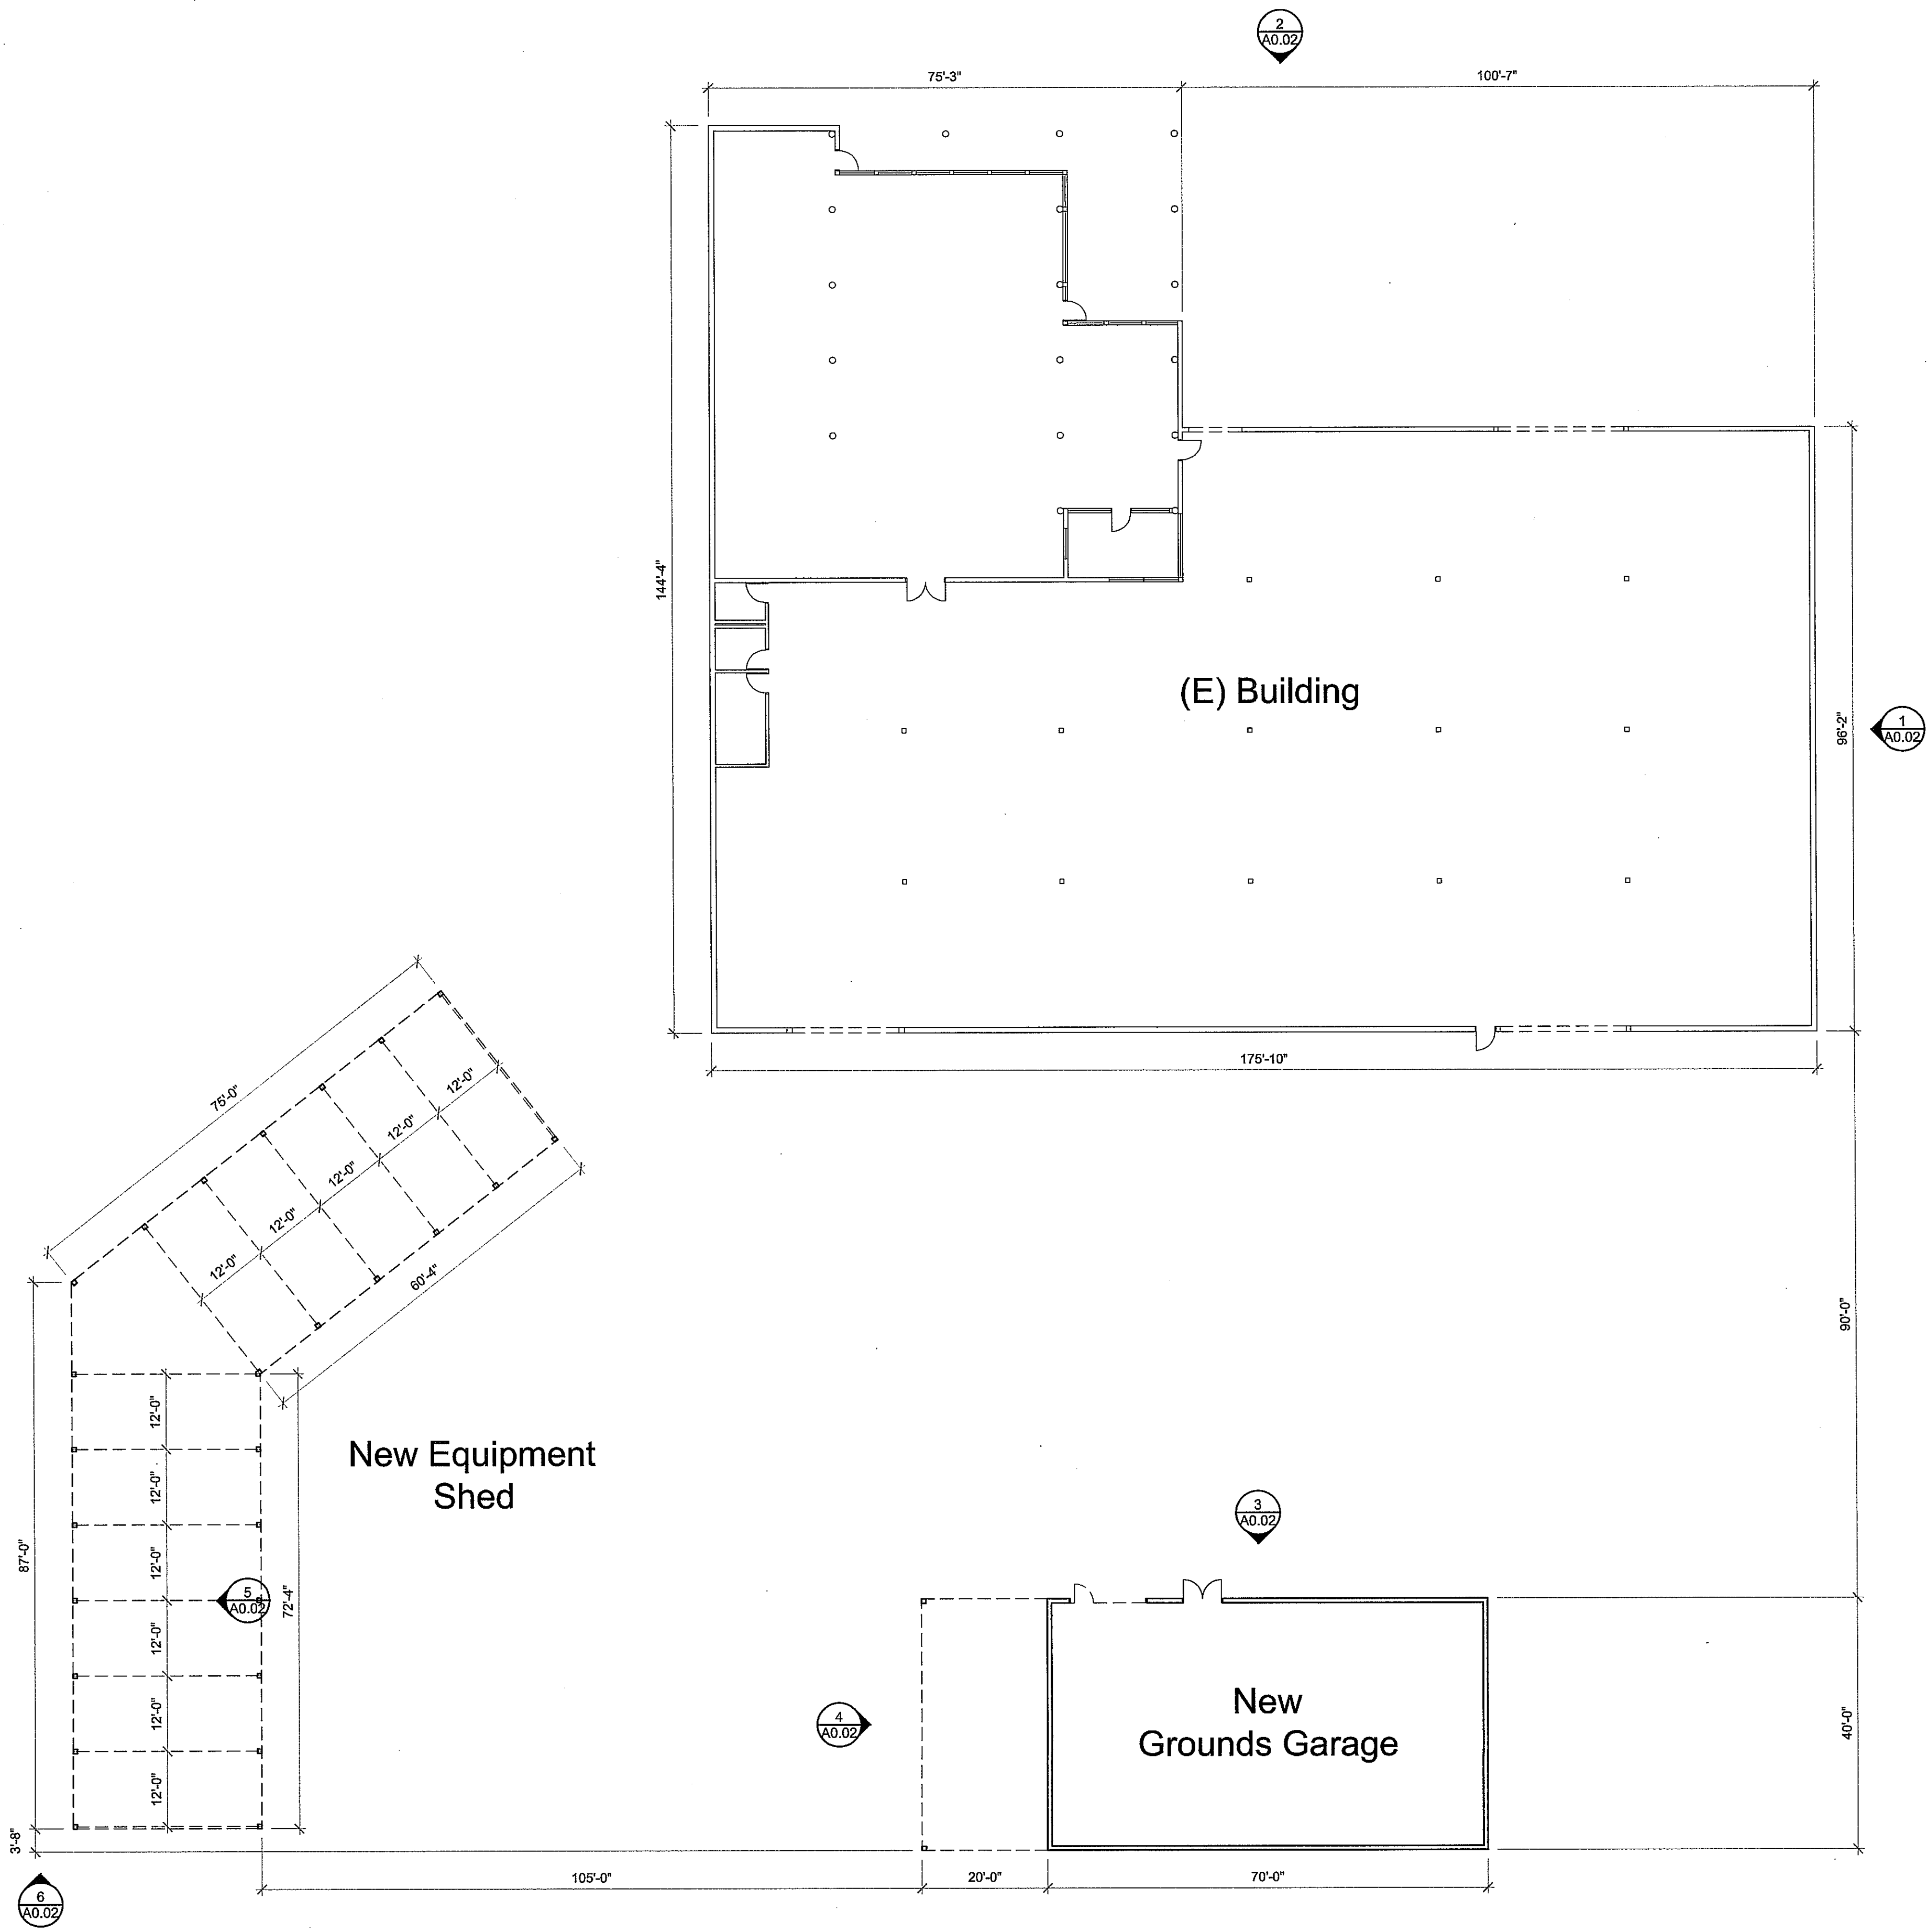 2
A0.02
75'-3"
100'-7"
144'-4"
(E) Building
96'-2"
1
A0.02
175'-10"
75'-0"
12'-0"
12'-0"
12'-0"
12'-0"
12'-0"
60'-4"
90'-0"
12'-0"
12'-0"
12'-0"
12'-0"
12'-0"
12'-0"
New Equipment
Shed
87'-0"
72'-4"
5
A0.02
3
A0.02
4
A0.02
New
Grounds Garage
40'-0"
3'-8"
105'-0"
20'-0"
70'-0"
6
A0.02